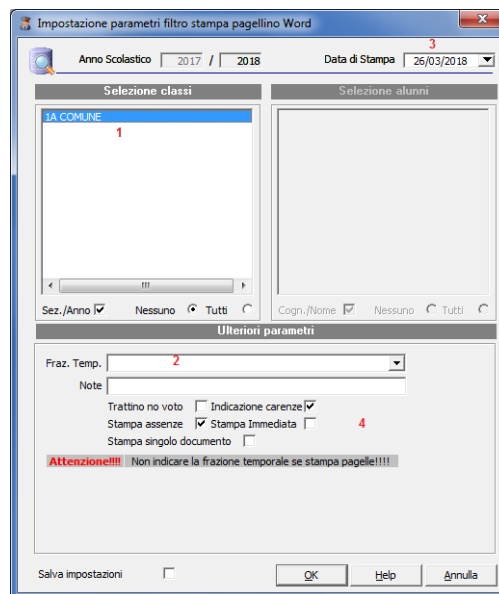 Impostazione parametri filtro stampa pagellino Word
3
Anno Scolastico 2017 / 2018 Data di Stampa 26/03/2018
Selezione classi Selezione alunni
1A COMUNE
1
Sez./Anno Nessuno Tutti Cogn./Nome Nessuno Tutti
Ulteriori parametri
Fraz. Temp. 2
Note
Trattino no voto Indicazione carenze
Stampa assenze Stampa Immediata 4
Stampa singolo documento
Attenzione!!!! Non indicare la frazione temporale se stampa pagelle!!!!
Salva impostazioni OK Help Annulla